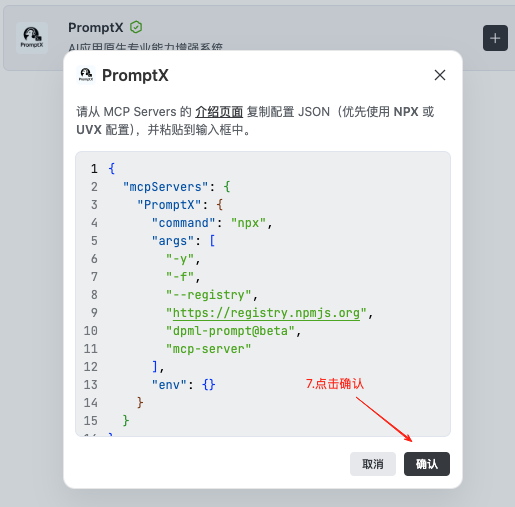 PromptX
PromptX
AI应用原生专业能力增强系统
PromptX
PromptX
请从 MCP Servers 的 介绍页面 复制配置 JSON（优先使用 NPX 或
UVX 配置），并粘贴到输入框中。
1 {
2 "mcpServers": {
3 "PromptX": {
4 "command": "npx",
5 "args": [
6 "-y",
7 "-f",
8 "--registry",
9 "https://registry.npmjs.org",
10 "dpml-prompt@beta",
11 "mcp-server"
12 ],
13 "env": {}
14 }
15 }
16 }
7.点击确认
取消
确认